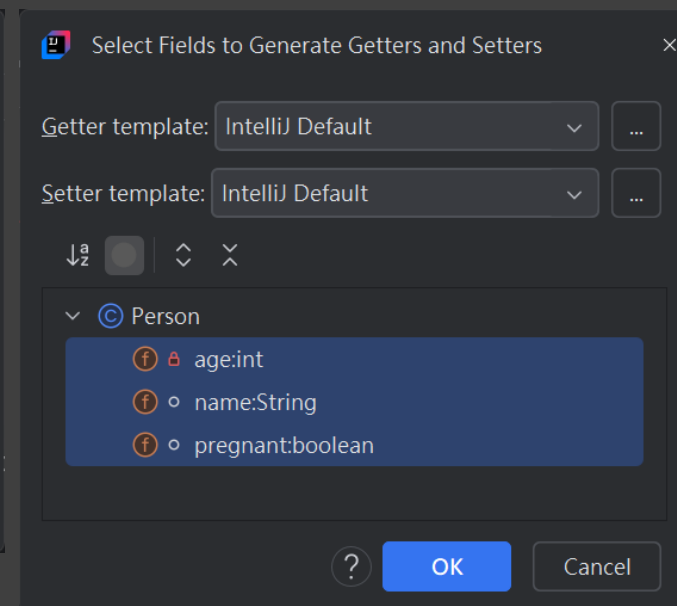 Select Fields to Generate Getters and Setters
Getter template: IntelliJ Default ...
Setter template: IntelliJ Default ...
Person
age:int
name:String
pregnant:boolean
? OK Cancel